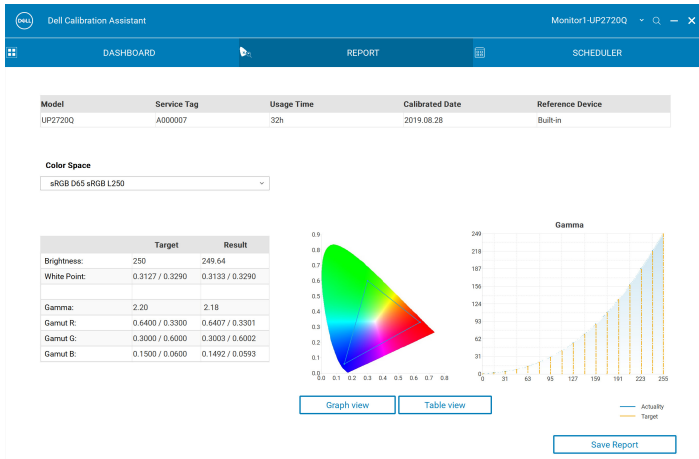 DELL Dell Calibration Assistant Monitor1-UP2720Q
DASHBOARD REPORT SCHEDULER
Model Service Tag Usage Time Calibrated Date Reference Device
UP2720Q A000007 32h 2019.08.28 Built-in
Color Space
sRGB D65 sRGB L250
Target Result
Brightness: 250 249.64
White Point: 0.3127 / 0.3290 0.3133 / 0.3290
Gamma: 2.20 2.18
Gamut R: 0.6400 / 0.3300 0.6407 / 0.3301
Gamut G: 0.3000 / 0.6000 0.3003 / 0.6002
Gamut B: 0.1500 / 0.0600 0.1492 / 0.0593
0.9
0.8
0.7
0.6
0.5
0.4
0.3
0.2
0.1
0.0
0.0 0.1 0.2 0.3 0.4 0.5 0.6 0.7 0.8
Gamma
249
218
187
156
124
93
62
31
0
0 31 63 95 127 159 191 223 255
Graph view Table view
Actuality
Target
Save Report